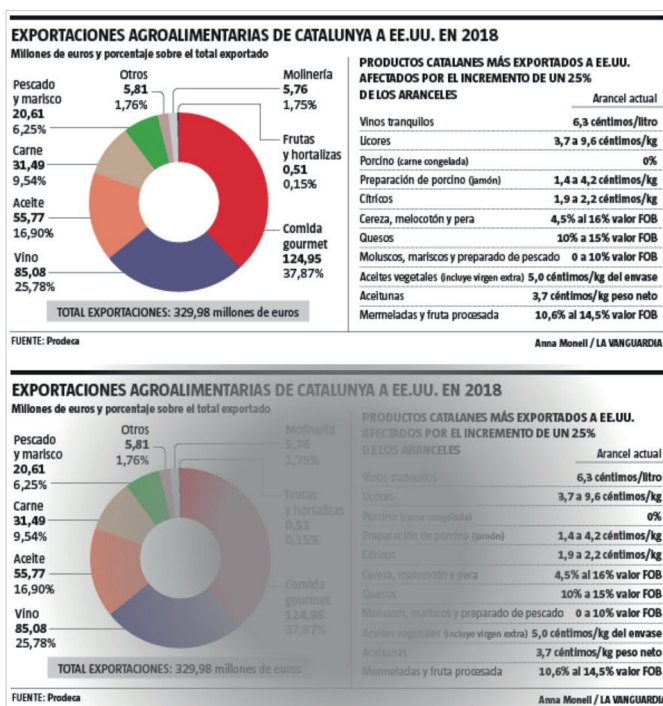 EXPORTACIONES AGROALIMENTARIAS DE CATALUNYA A EE.UU. EN 2018
Millones de euros y porcentaje sobre el total exportado
Pescado
y marisco
20,61
6,25%
Carne
31,49
9,54%
Aceite
55,77
16,90%
Vino
85,08
25,78%
Otros
5,81
1,76%
Molinería
5,76
1,75%
Frutas
y hortalizas
0,51
0,15%
Comida
gourmet
124,95
37,87%
TOTAL EXPORTACIONES: 329,98 millones de euros
PRODUCTOS CATALANES MÁS EXPORTADOS A EE.UU.
AFECTADOS POR EL INCREMENTO DE UN 25%
DE LOS ARANCELES Arancel actual
Vinos tranquilos 6,3 céntimos/litro
Licores 3,7 a 9,6 céntimos/kg
Porcino (carne congelada) 0%
Preparación de porcino (jamón) 1,4 a 4,2 céntimos/kg
Cítricos 1,9 a 2,2 céntimos/kg
Cereza, melocotón y pera 4,5% al 16% valor FOB
Quesos 10% a 15% valor FOB
Moluscos, mariscos y preparado de pescado 0 a 10% valor FOB
Aceites vegetales (incluye virgen extra) 5,0 céntimos/kg del envase
Aceitunas 3,7 céntimos/kg peso neto
Mermeladas y fruta procesada 10,6% al 14,5% valor FOB
FUENTE: Prodeca
Anna Monell / LA VANGUARDIA
EXPORTACIONES AGROALIMENTARIAS DE CATALUNYA A EE.UU. EN 2018
Millones de euros y porcentaje sobre el total exportado
Pescado
y marisco
20,61
6,25%
Carne
31,49
9,54%
Aceite
55,77
16,90%
Vino
85,08
25,78%
Otros
5,81
1,76%
Molinería
5,76
1,75%
Frutas
y hortalizas
0,51
0,15%
Comida
gourmet
124,95
37,87%
TOTAL EXPORTACIONES: 329,98 millones de euros
PRODUCTOS CATALANES MÁS EXPORTADOS A EE.UU.
AFECTADOS POR EL INCREMENTO DE UN 25%
DE LOS ARANCELES Arancel actual
Vinos tranquilos 6,3 céntimos/litro
Licores 3,7 a 9,6 céntimos/kg
Porcino (carne congelada) 0%
Preparación de porcino (jamón) 1,4 a 4,2 céntimos/kg
Cítricos 1,9 a 2,2 céntimos/kg
Cereza, melocotón y pera 4,5% al 16% valor FOB
Quesos 10% a 15% valor FOB
Moluscos, mariscos y preparado de pescado 0 a 10% valor FOB
Aceites vegetales (incluye virgen extra) 5,0 céntimos/kg del envase
Aceitunas 3,7 céntimos/kg peso neto
Mermeladas y fruta procesada 10,6% al 14,5% valor FOB
FUENTE: Prodeca
Anna Monell / LA VANGUARDIA